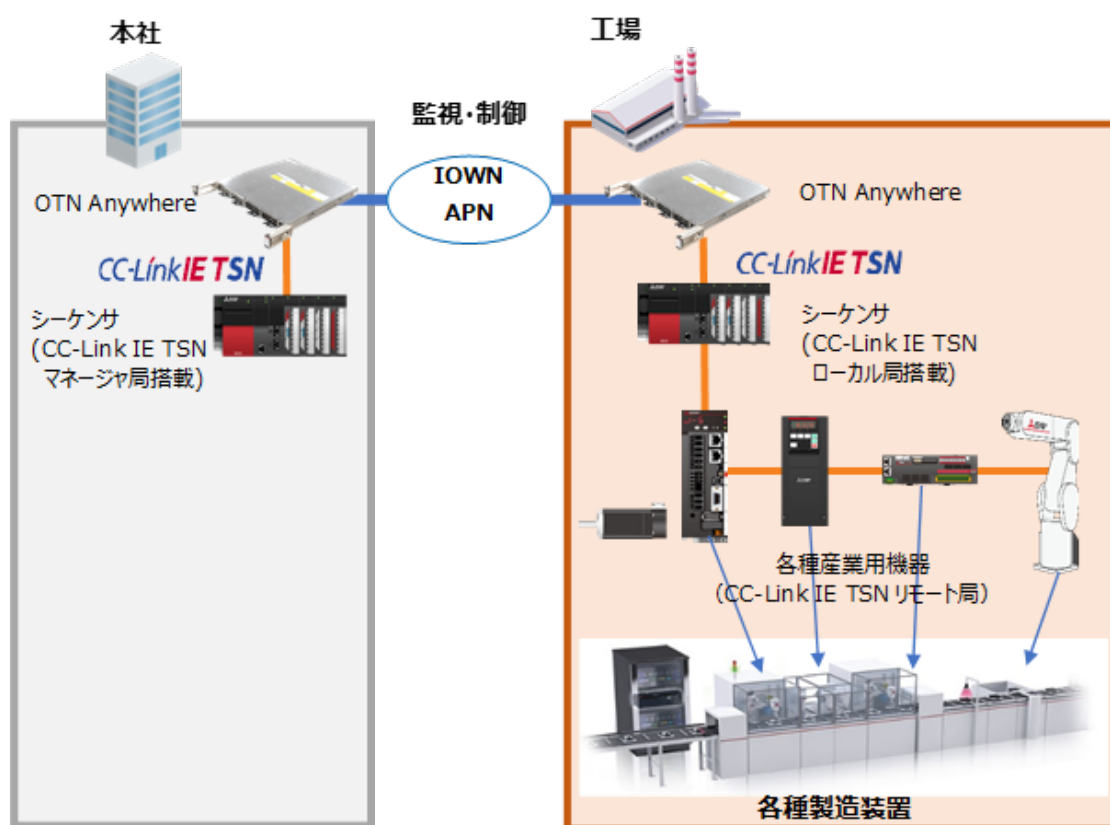 本社
工場
監視・制御
IOWN
APN
OTN Anywhere
OTN Anywhere
CC-Link IE TSN
CC-Link IE TSN
シーケンサ
(CC-Link IE TSN
マネージャ局搭載)
シーケンサ
(CC-Link IE TSN
ローカル局搭載)
各種産業用機器
(CC-Link IE TSN リモート局)
各種製造装置